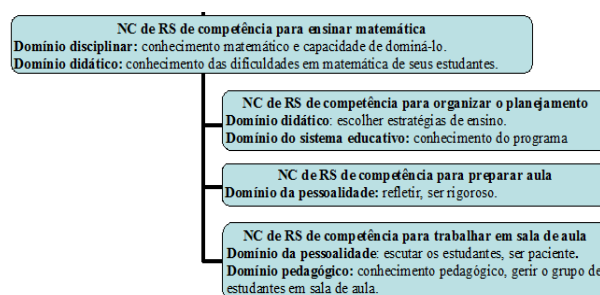 NC de RS de competência para ensinar matemática
Domínio disciplinar: conhecimento matemático e capacidade de dominá-lo.
Domínio didático: conhecimento das dificuldades em matemática de seus estudantes.
NC de RS de competência para organizar o planejamento
Domínio didático: escolher estratégias de ensino.
Domínio do sistema educativo: conhecimento do programa
NC de RS de competência para preparar aula
Domínio da pessoalidade: refletir, ser rigoroso.
NC de RS de competência para trabalhar em sala de aula
Domínio da pessoalidade: escutar os estudantes, ser paciente.
Domínio pedagógico: conhecimento pedagógico, gerir o grupo de
estudantes em sala de aula.